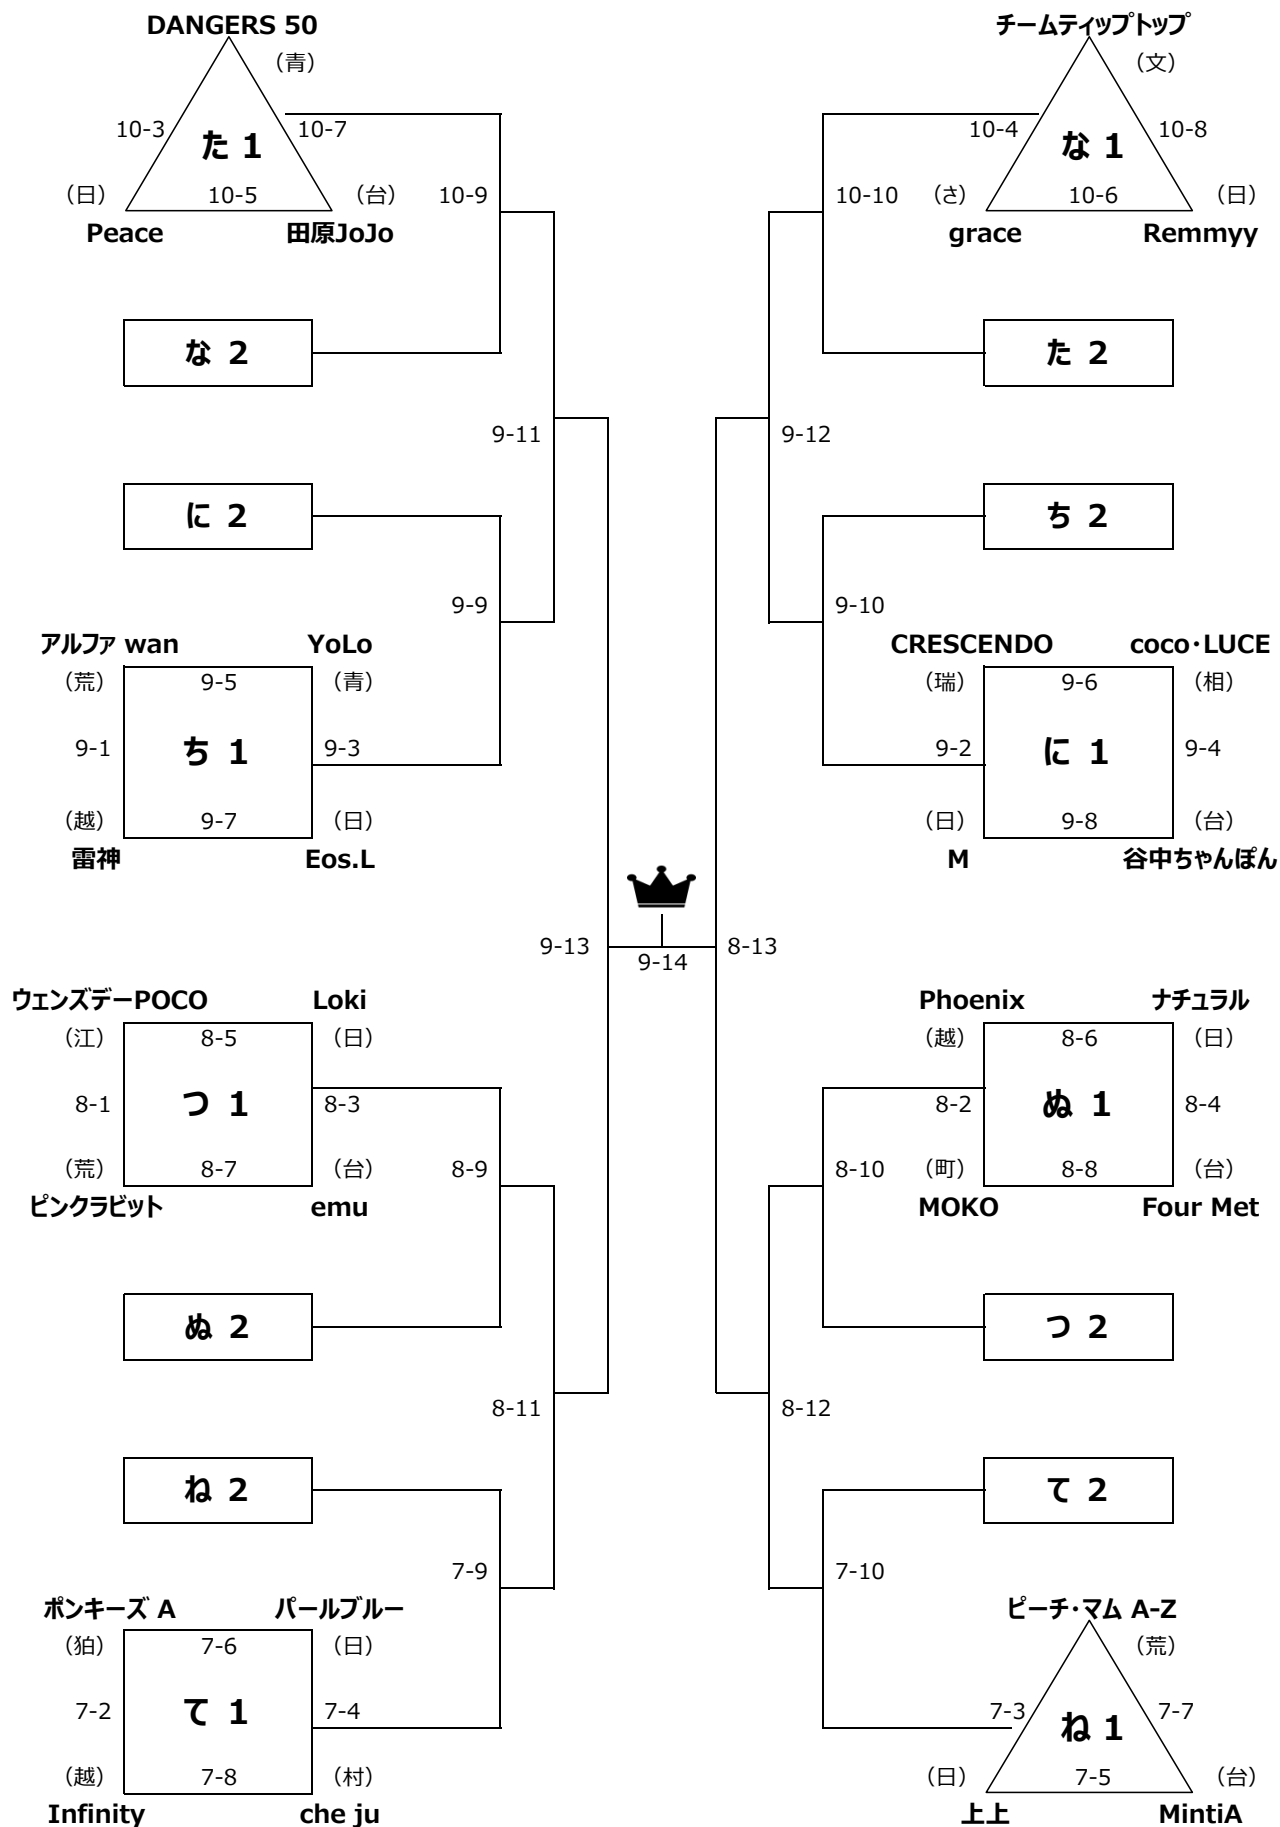 DANGERS 50
（青）
10-3
た 1
10-7
（日）
10-5
（台）
10-9
Peace
田原JoJo
な 2
9-11
に 2
9-9
アルファ wan
YoLo
（荒）
9-5
（青）
9-1
ち 1
9-3
（越）
9-7
（日）
雷神
Eos.L
9-13
ウェンズデーPOCO
Loki
（江）
8-5
（日）
8-1
つ 1
8-3
（荒）
8-7
（台）
8-9
ピンクラビット
emu
ぬ 2
8-11
ね 2
7-9
ポンキーズ A
パールブルー
（狛）
7-6
（日）
7-2
て 1
7-4
（越）
7-8
（村）
Infinity
che ju
9-14
チームティップトップ
（文）
10-4
な 1
10-8
10-10
（さ）
10-6
（日）
grace
Remmyy
た 2
9-12
ち 2
9-10
CRESCENDO
coco・LUCE
（瑞）
9-6
（相）
9-2
に 1
9-4
（日）
9-8
（台）
M
谷中ちゃんぽん
8-13
Phoenix
ナチュラル
（越）
8-6
（日）
8-2
ぬ 1
8-4
8-10
（町）
8-8
（台）
MOKO
Four Met
つ 2
8-12
て 2
7-10
ピーチ・マム A-Z
（荒）
7-3
ね 1
7-7
（日）
7-5
（台）
上上
MintiA